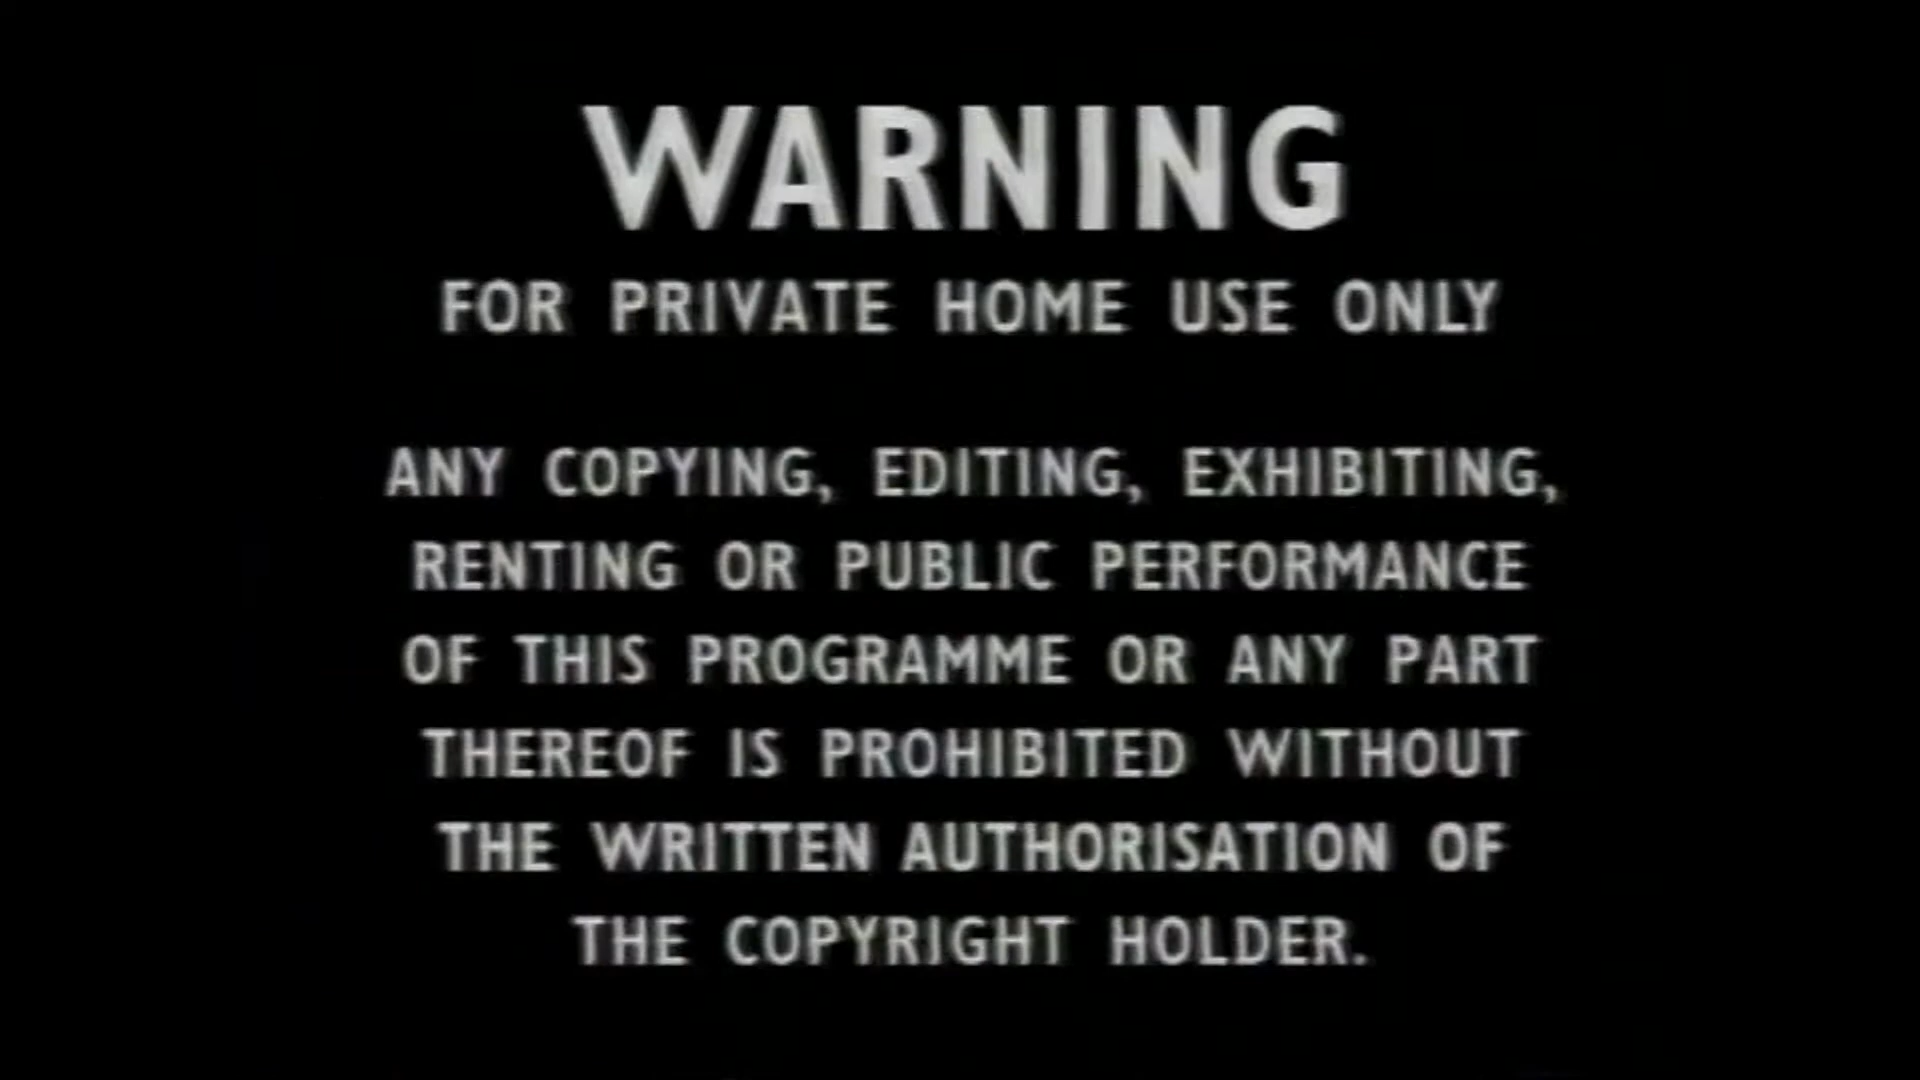 WARNING
FOR PRIVATE HOME USE ONLY
ANY COPYING, EDITING, EXHIBITING,
RENTING OR PUBLIC PERFORMANCE
OF THIS PROGRAMME OR ANY PART
THEREOF IS PROHIBITED WITHOUT
THE WRITTEN AUTHORISATION OF
THE COPYRIGHT HOLDER.